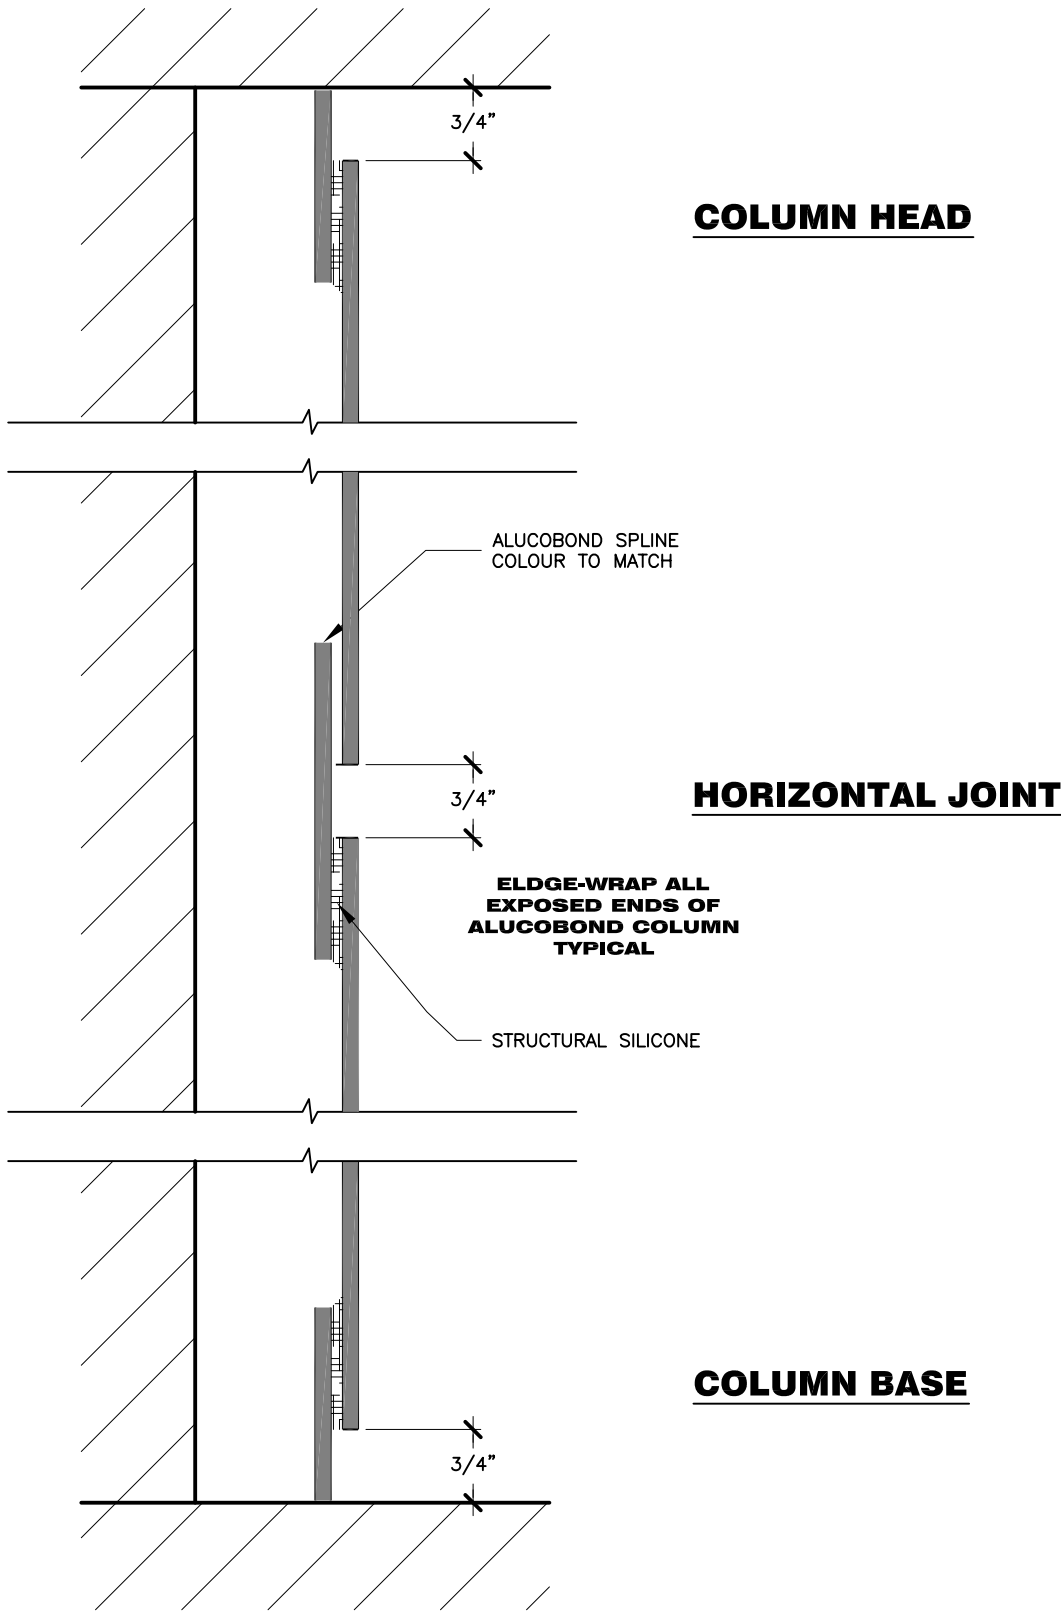 3/4”
COLUMN HEAD
ALUCOBOND SPLINE
COLOUR TO MATCH
3/4”
HORIZONTAL JOINT
ELDGE-WRAP ALL
EXPOSED ENDS OF
ALUCOBOND COLUMN
TYPICAL
STRUCTURAL SILICONE
COLUMN BASE
3/4”